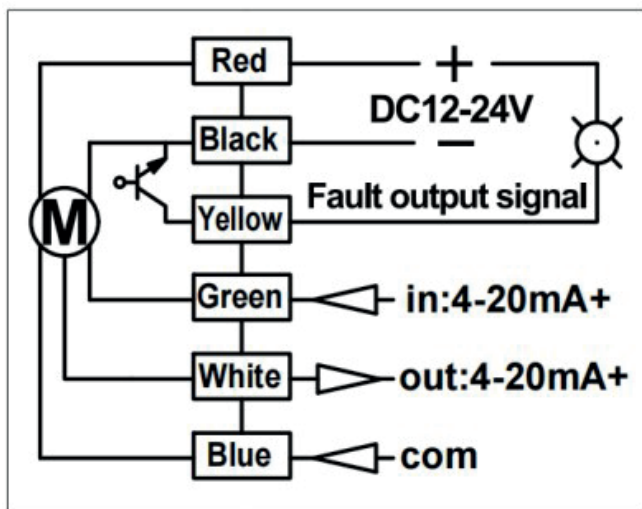 Red
+
DC12-24V
Black
−
M
Yellow
Fault output signal
Green
in:4-20mA+
White
out:4-20mA+
Blue
com